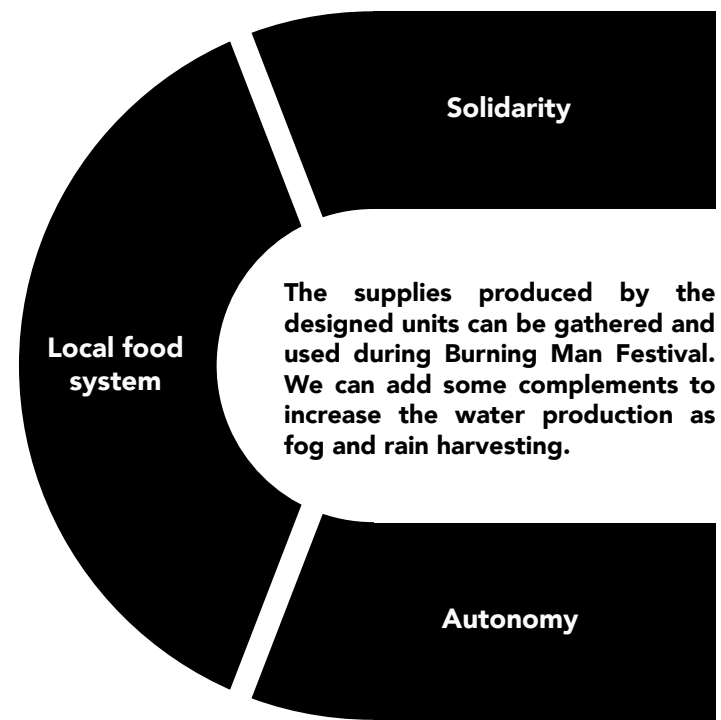 Solidarity
Local food
system
The supplies produced by the
designed units can be gathered and
used during Burning Man Festival.
We can add some complements to
increase the water production as
fog and rain harvesting.
Autonomy